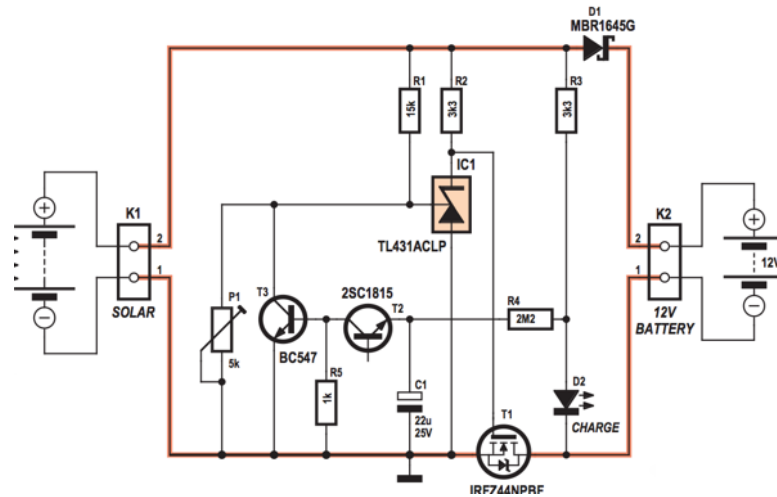 D1
MBR1645G
R1
15k
R2
3k3
R3
3k3
IC1
TL431ACLP
K1
2
1
SOLAR
K2
2
1
12V
BATTERY
12V
P1
5k
T3
BC547
2SC1815
T2
R4
2M2
R5
1k
C1
22u
25V
D2
CHARGE
T1
IRFZ44NPBF